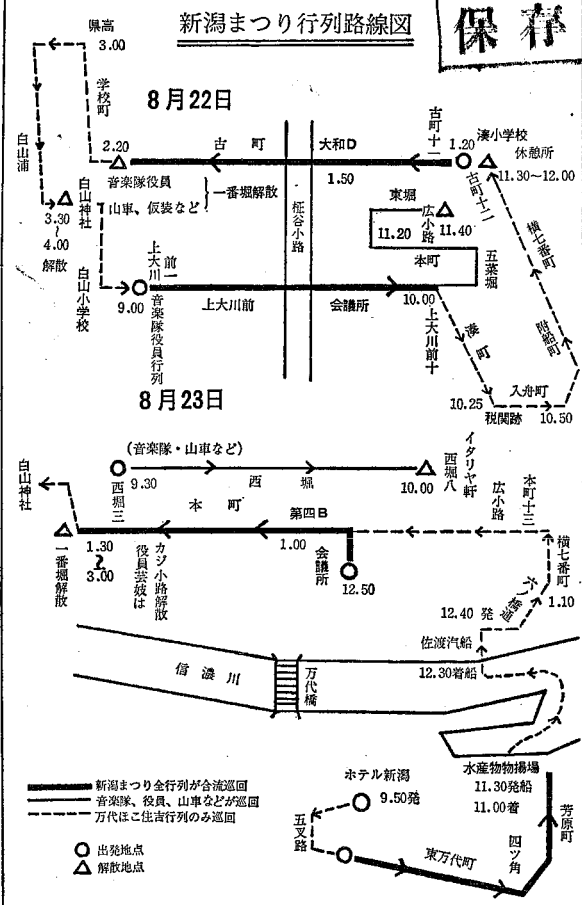 新潟まつり行列路線図
保存
県高
3.00
8月22日
学校町
白山浦
2.20
古町
大和D
1.50
古町十二
1.20
湊小学校
休憩所
11.30~12.00
古町十二
音楽隊役員
山車、仮装など
一番堀解散
白山神社
3.30
~
4.00
解散
柾谷小路
東堀
広小路
11.20
11.40
本町
五菜堀
横七番町
附船町
白山小学校
上大川前一
9.00
音楽隊役員行列
上大川前
会議所
10.00
上大川前十
湊町
10.25
税関跡
入舟町
10.50
8月23日
(音楽隊・山車など)
西堀三
9.30
西堀
10.00
西堀八
イタリヤ軒
白山神社
本町
第四B
広小路
本町十三
横七番町
一番堀解散
1.30
~
3.00
カジ小路解散
役員芸妓は
1.00
会議所
12.50
1.10
12.40発
佐渡汽船
12.30着船
信濃川
万代橋
水産物物揚場
11.30発船
11.00着
ホテル新潟
9.50発
五叉路
東万代町
四ツ角
芳原町
新潟まつり全行列が合流巡回
音楽隊、役員、山車などが巡回
万代ほこ住吉行列のみ巡回
出発地点
解散地点